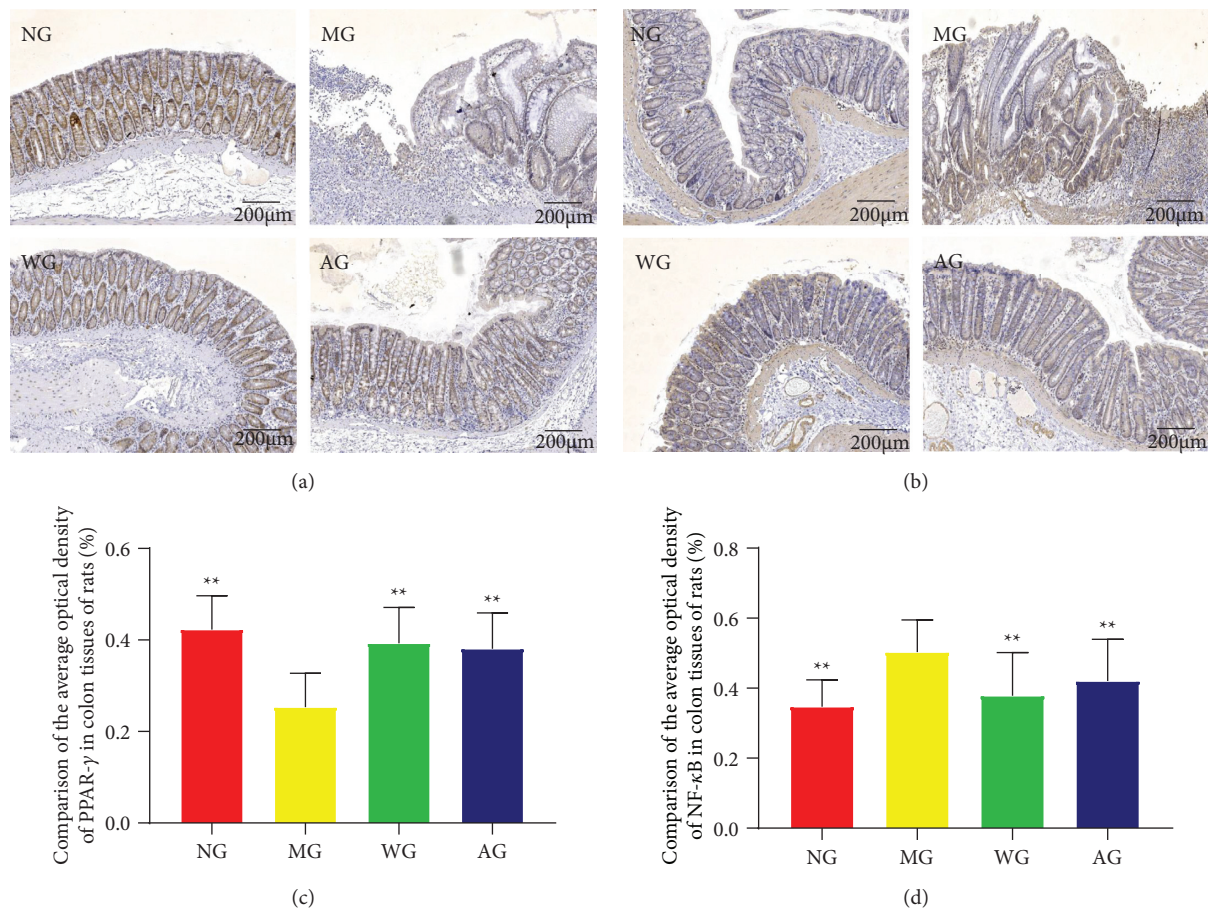 NG
200μm
MG
200μm
WG
200μm
AG
200μm
(a)
NG
200μm
MG
200μm
WG
200μm
AG
200μm
(b)
Comparison of the average optical density
of PPAR-γ in colon tissues of rats (%)
0.6
0.4
0.2
0.0
**
**
**
NG
MG
WG
AG
(c)
Comparison of the average optical density
of NF-κB in colon tissues of rats (%)
0.8
0.6
0.4
0.2
0.0
**
**
**
NG
MG
WG
AG
(d)